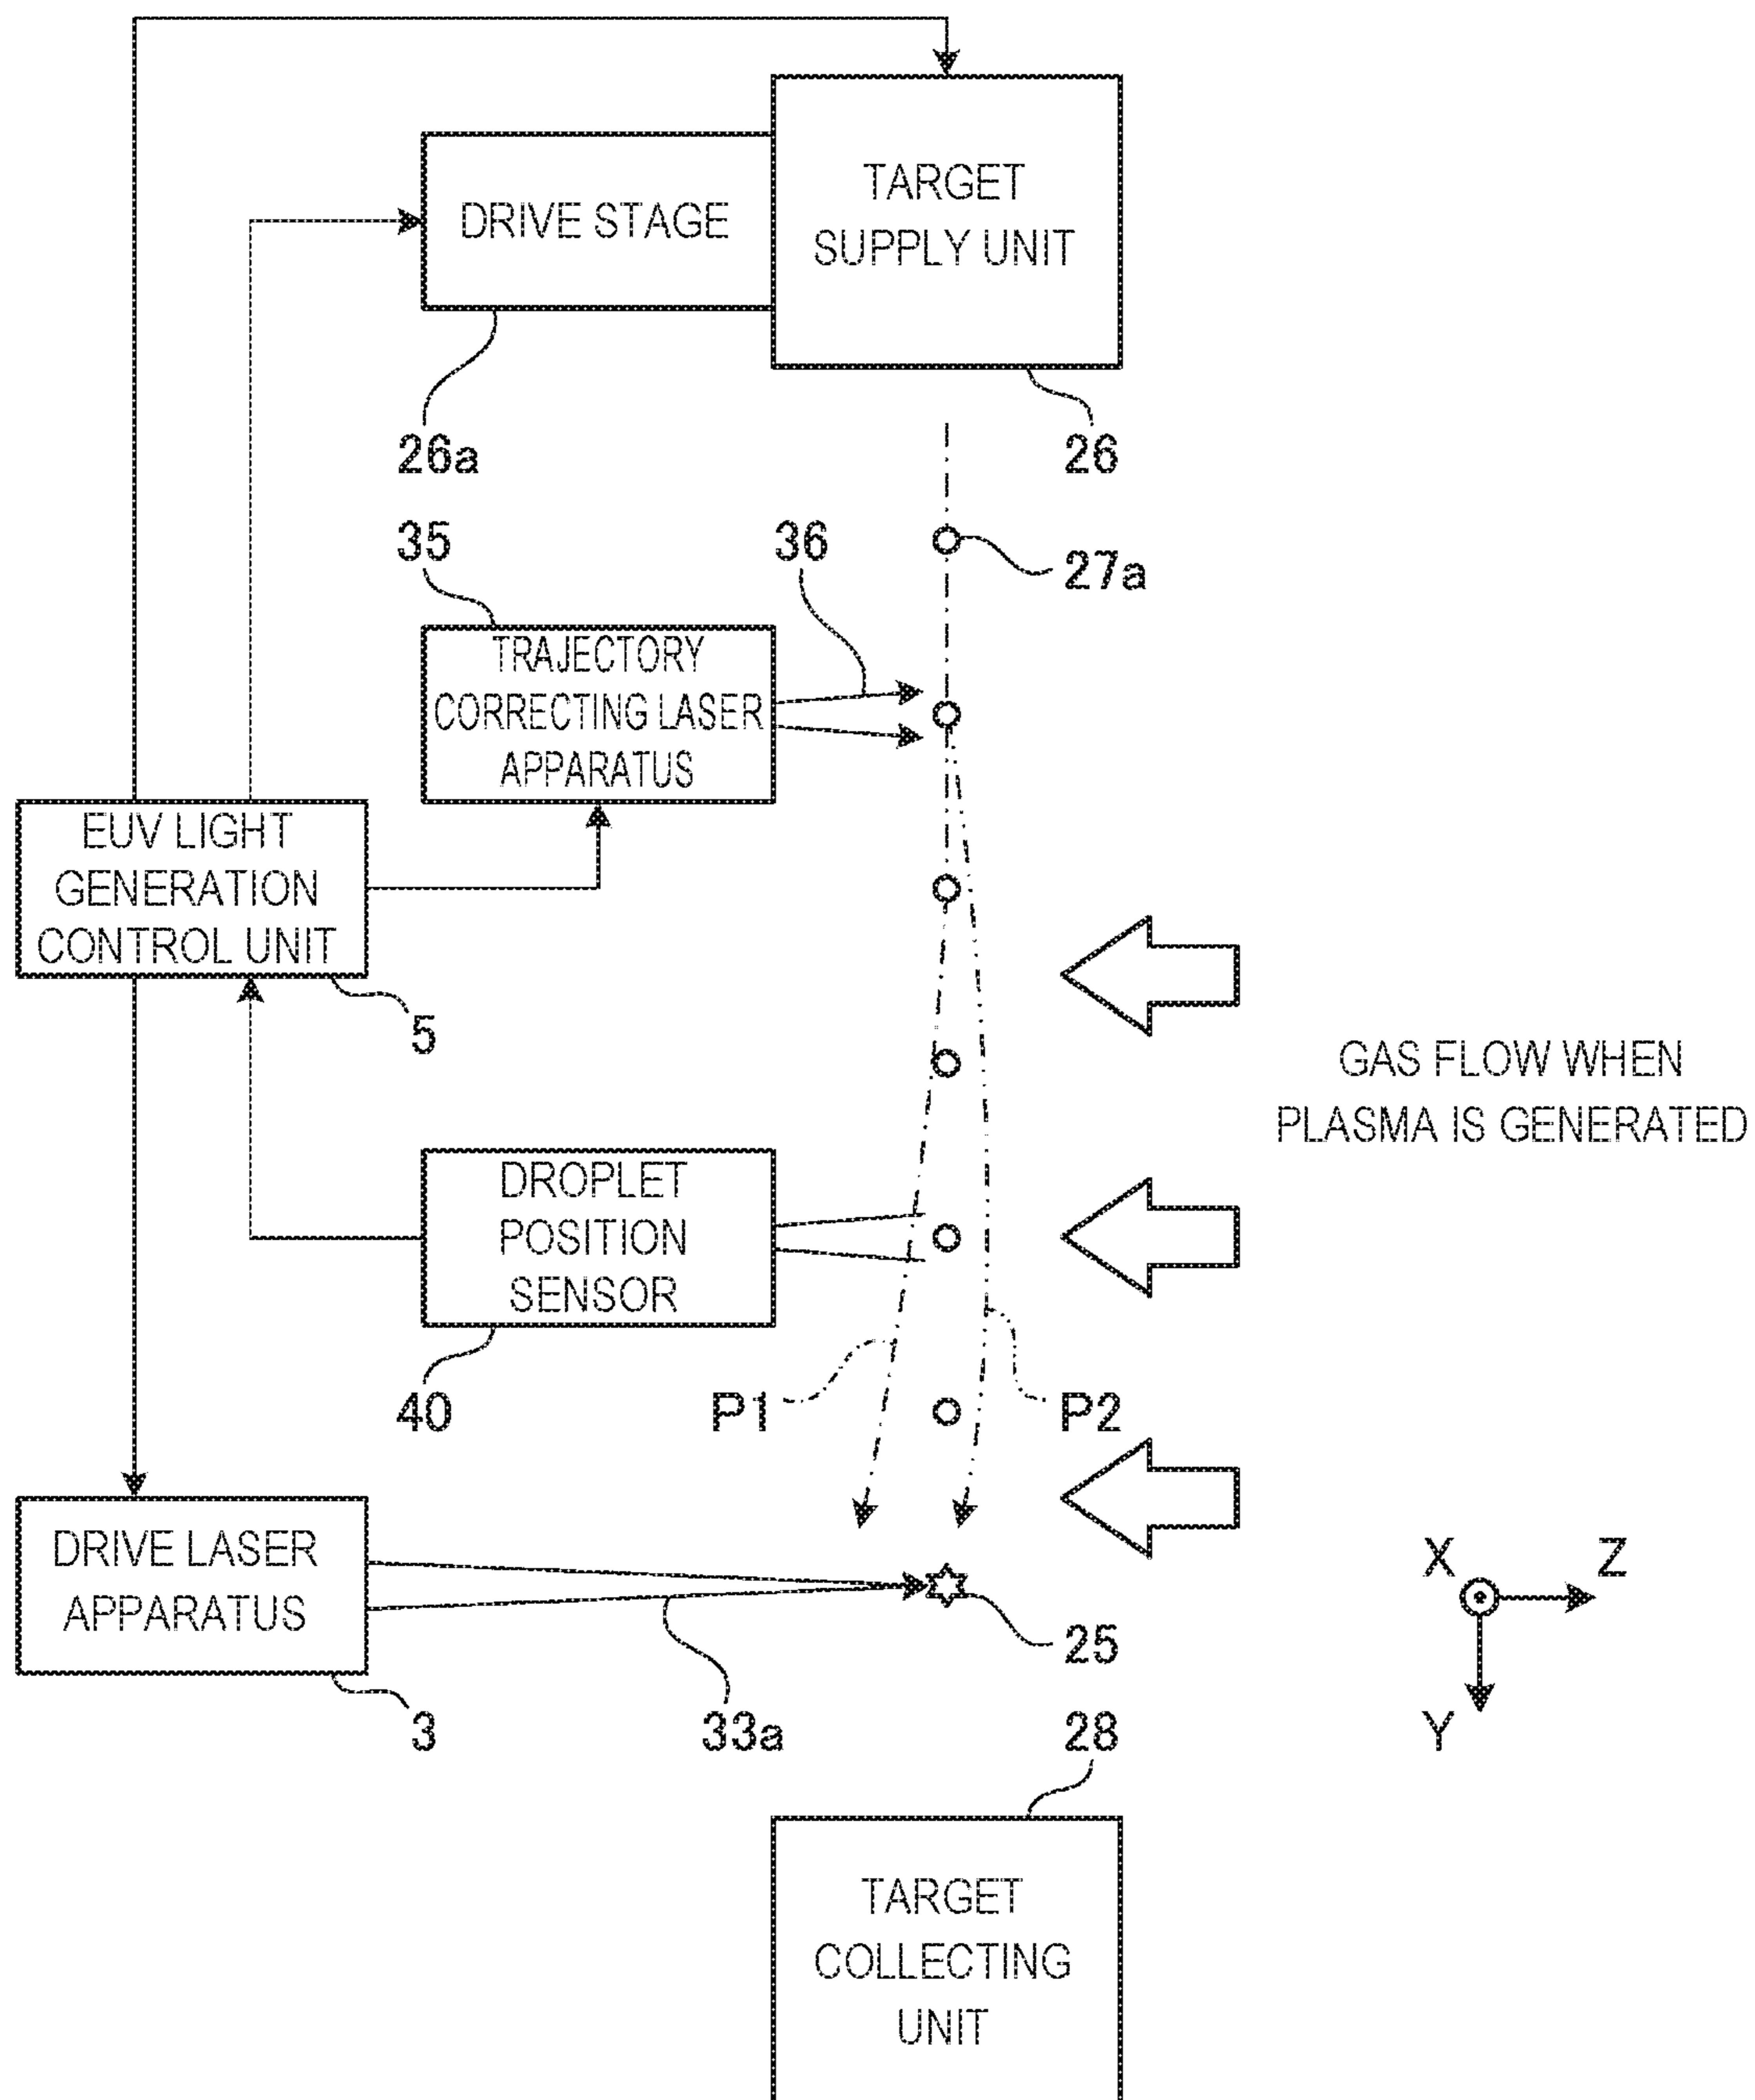 TARGET
SUPPLY UNIT
DRIVE STAGE
26a
26
35
36
27a
TRAJECTORY
CORRECTING LASER
APPARATUS
EUV LIGHT
GENERATION
CONTROL UNIT
5
GAS FLOW WHEN
PLASMA IS GENERATED
DROPLET
POSITION
SENSOR
40
P1
P2
DRIVE LASER
APPARATUS
X
Z
Y
25
3
33a
28
TARGET
COLLECTING
UNIT